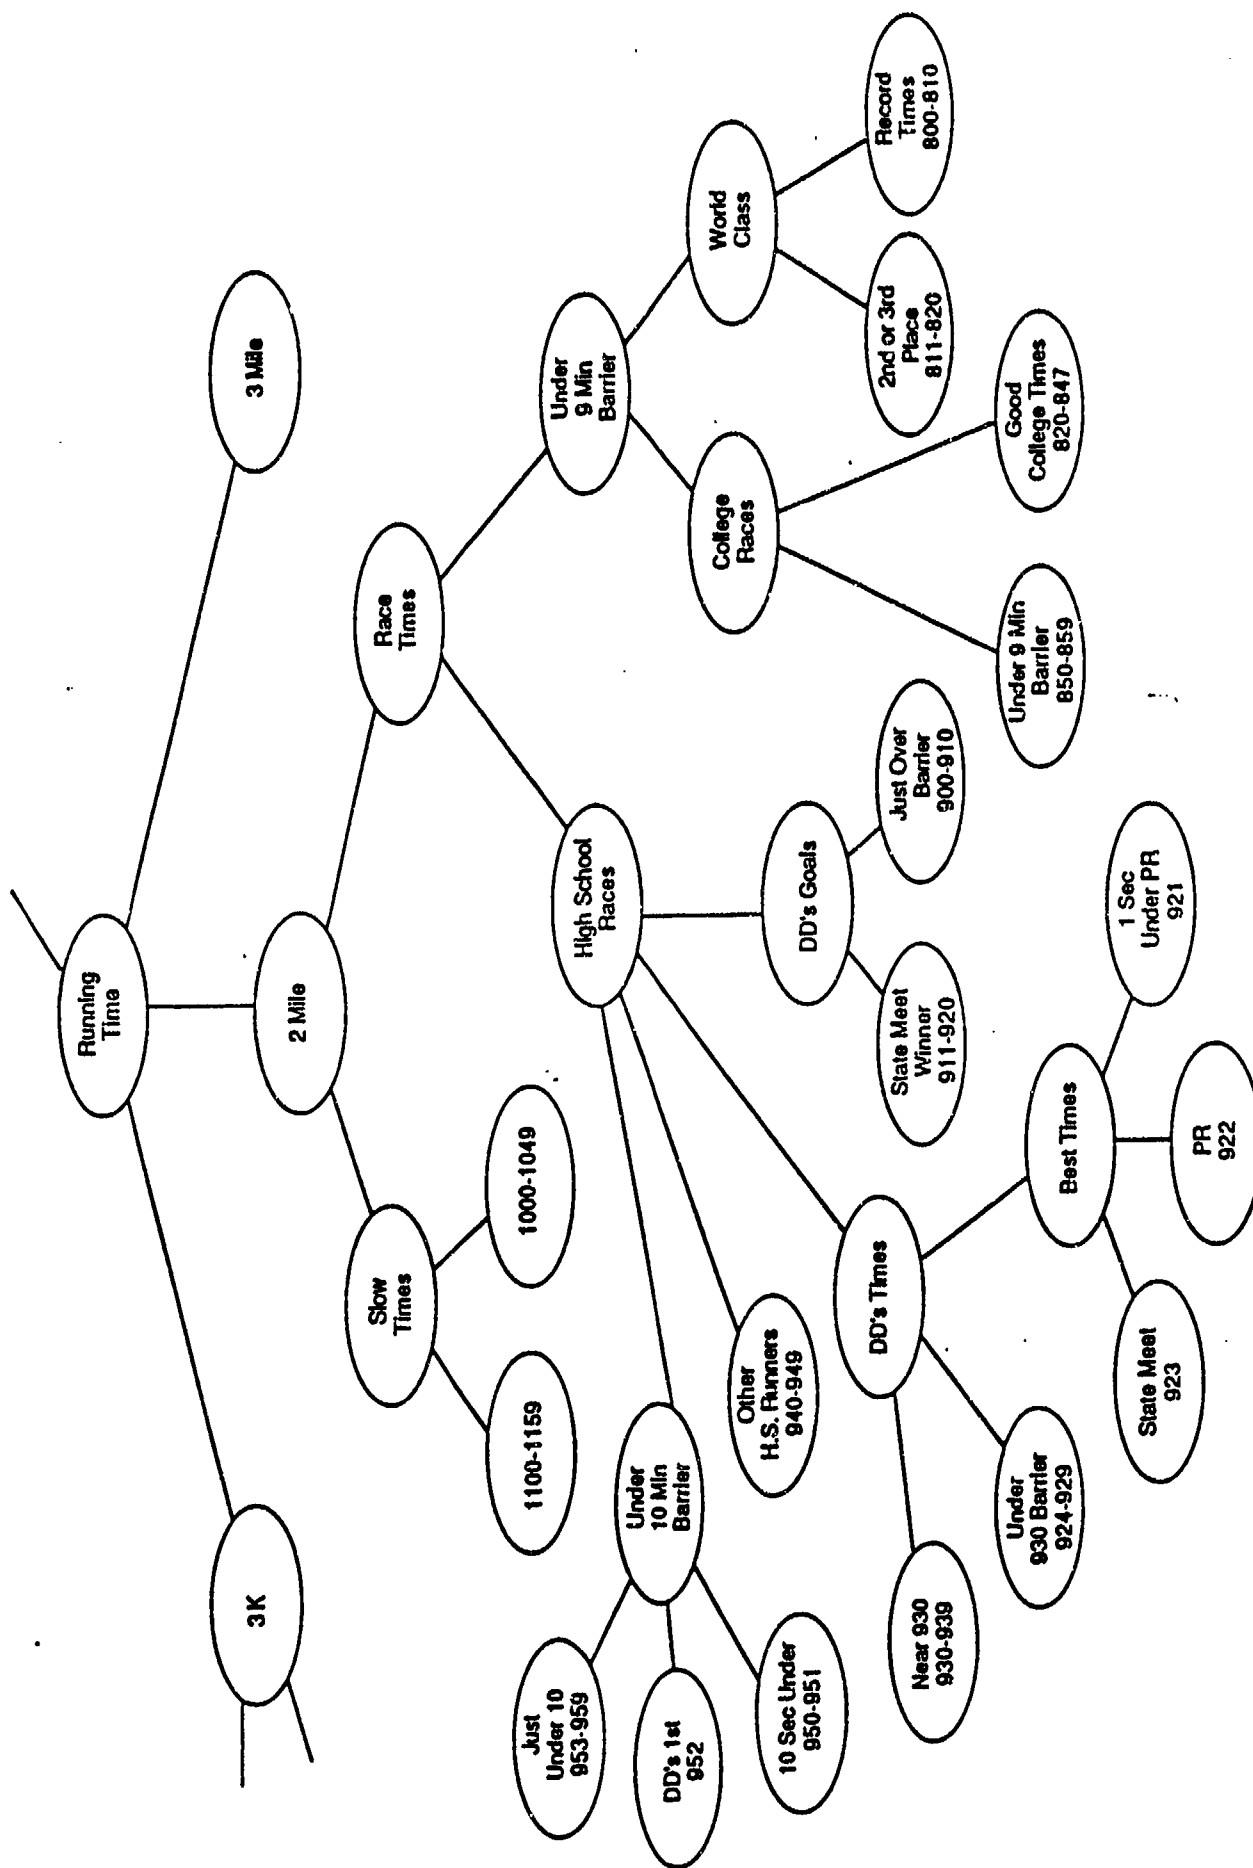 Running
Time
3 K
2 Mile
3 Mile
Slow
Times
Race
Times
1100-1159
1000-1049
High School
Races
Under
9 Min
Barrier
Just
Under 10
953-959
DD's 1st
952
10 Sec Under
950-951
Under
10 Min
Barrier
Other
H.S. Runners
940-949
DD's Times
DD's Goals
College
Races
World
Class
Near 930
930-939
Under
930 Barrier
924-929
Best Times
State Meet
Winner
911-920
Just Over
Barrier
900-910
Under 9 Min
Barrier
850-859
Good
College Times
820-847
2nd or 3rd
Place
811-820
Record
Times
800-810
State Meet
923
PR
922
1 Sec
Under PR
921